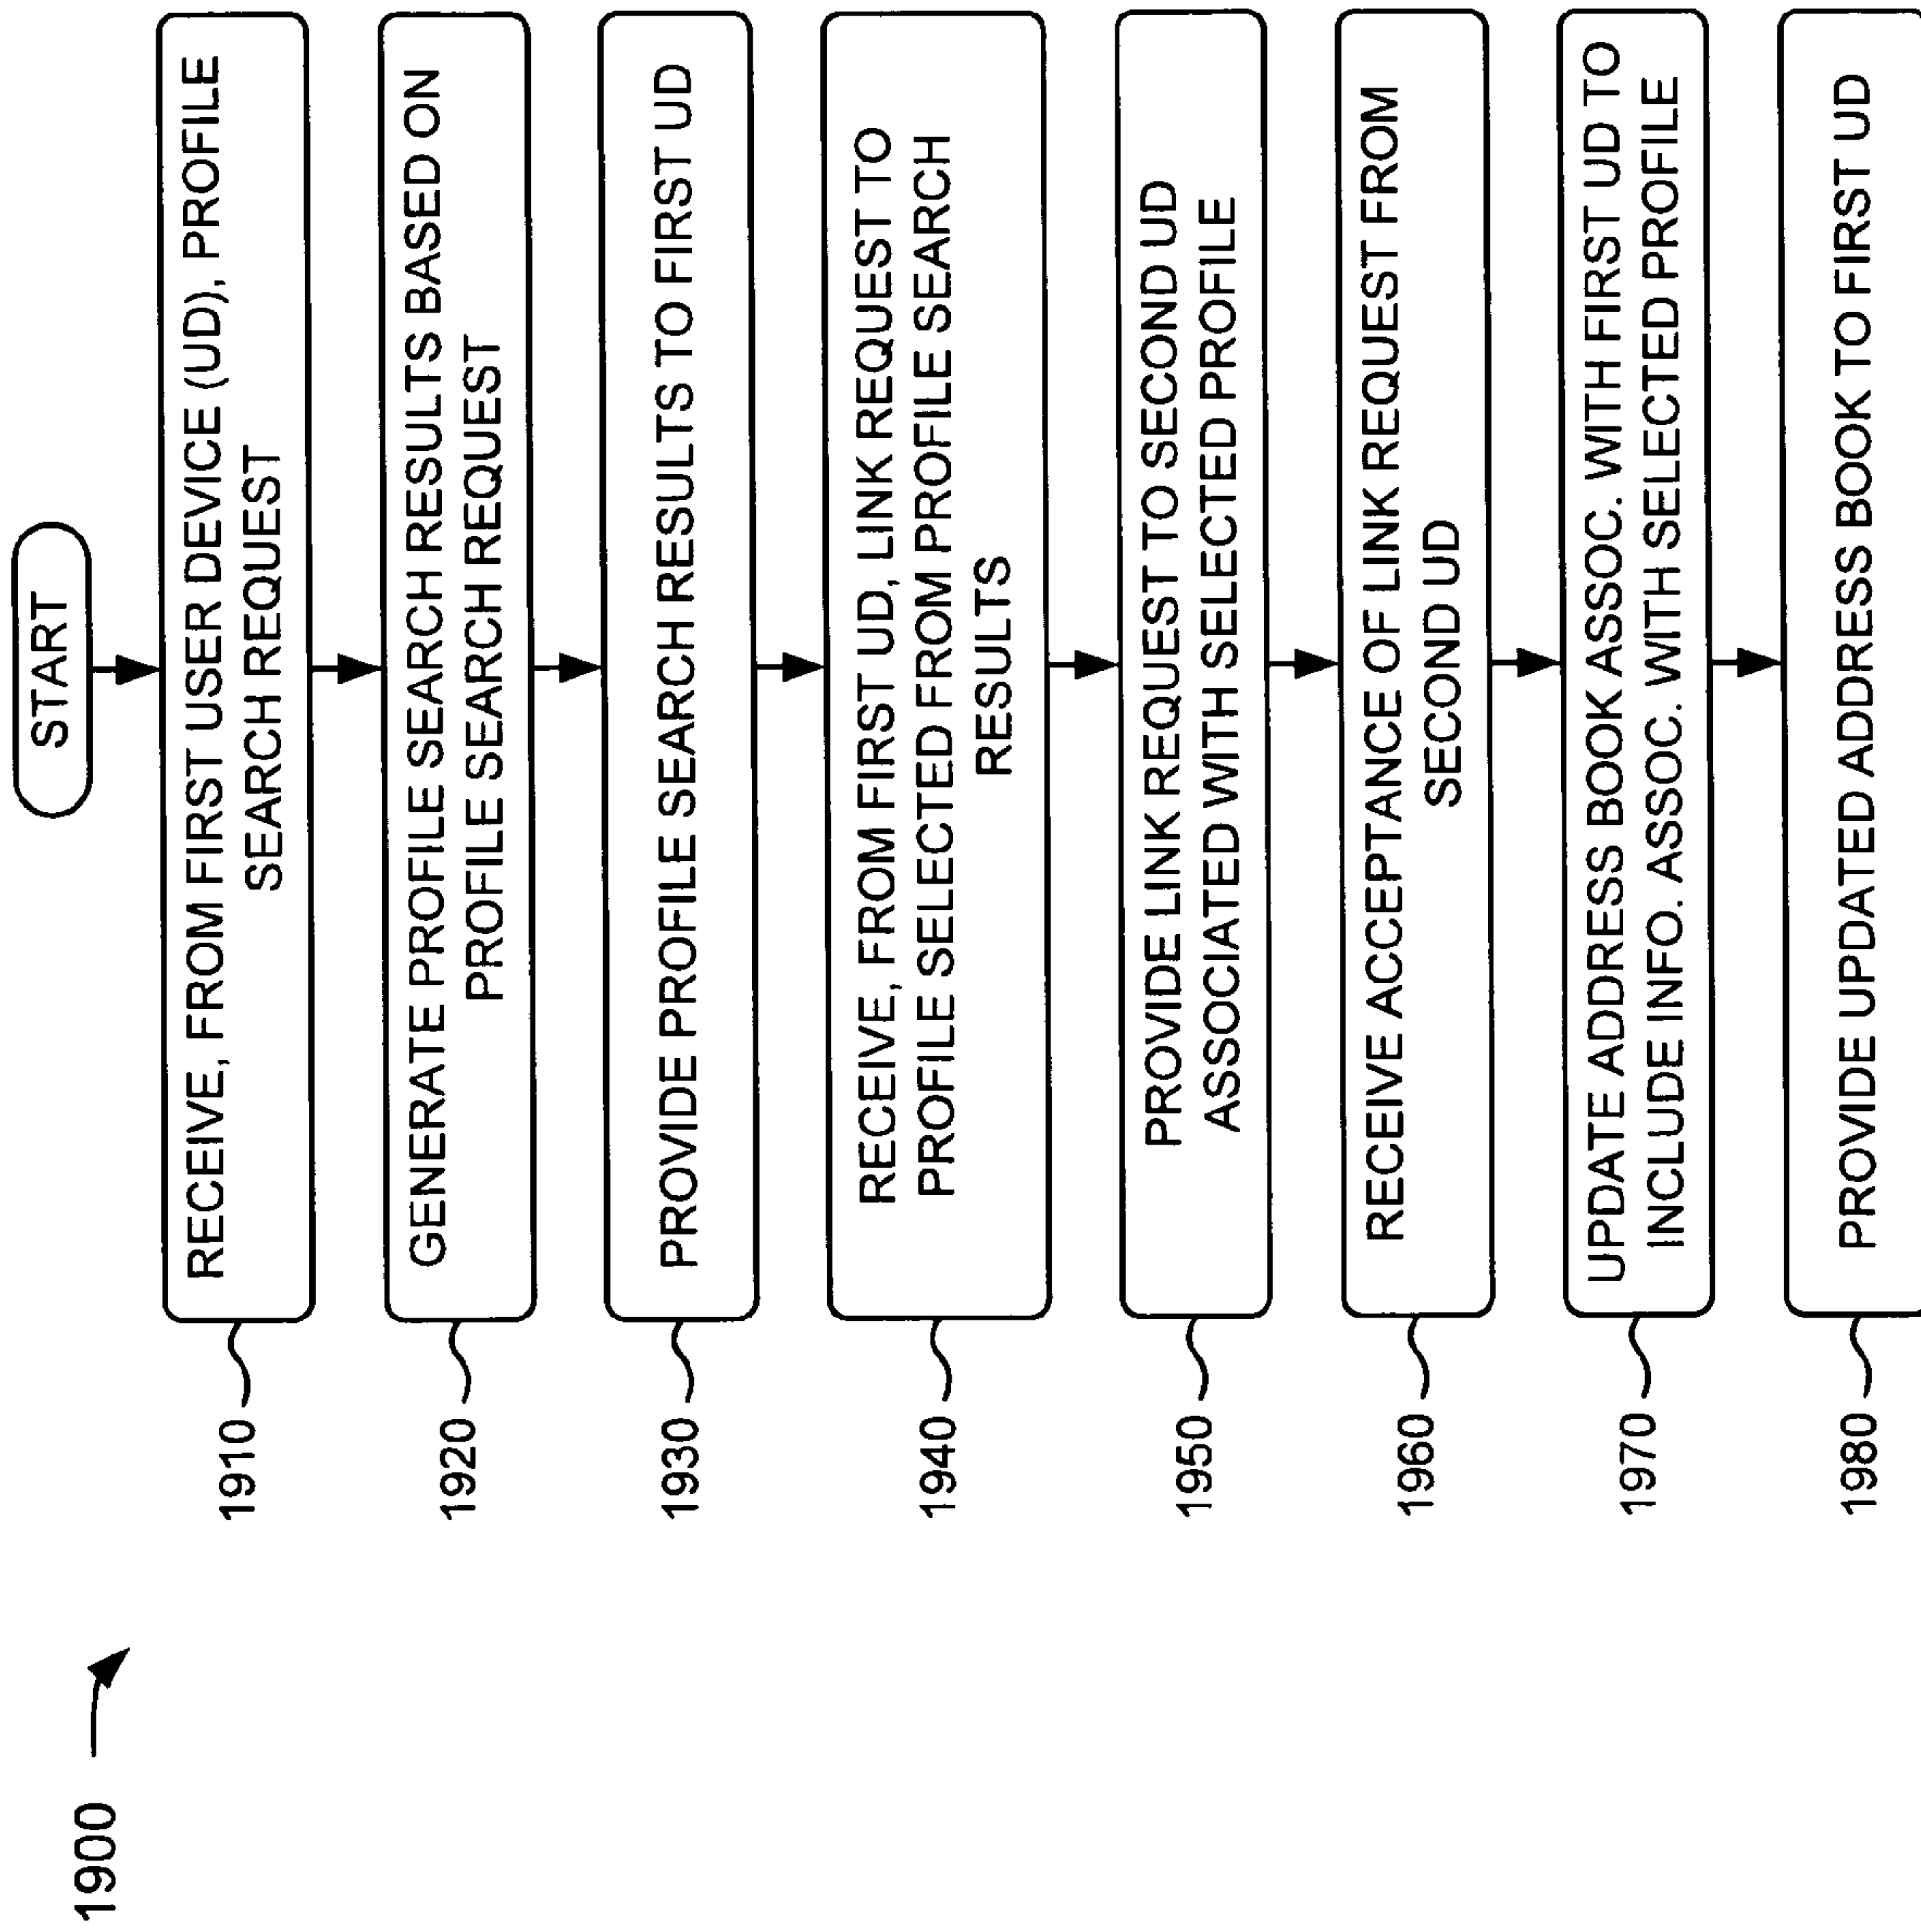 1900
START
1910
RECEIVE, FROM FIRST USER DEVICE (UD), PROFILE
SEARCH REQUEST
1920
GENERATE PROFILE SEARCH RESULTS BASED ON
PROFILE SEARCH REQUEST
1930
PROVIDE PROFILE SEARCH RESULTS TO FIRST UD
1940
RECEIVE, FROM FIRST UD, LINK REQUEST TO
PROFILE SELECTED FROM PROFILE SEARCH
RESULTS
1950
PROVIDE LINK REQUEST TO SECOND UD
ASSOCIATED WITH SELECTED PROFILE
1960
RECEIVE ACCEPTANCE OF LINK REQUEST FROM
SECOND UD
1970
UPDATE ADDRESS BOOK ASSOC. WITH FIRST UD TO
INCLUDE INFO. ASSOC. WITH SELECTED PROFILE
1980
PROVIDE UPDATED ADDRESS BOOK TO FIRST UD